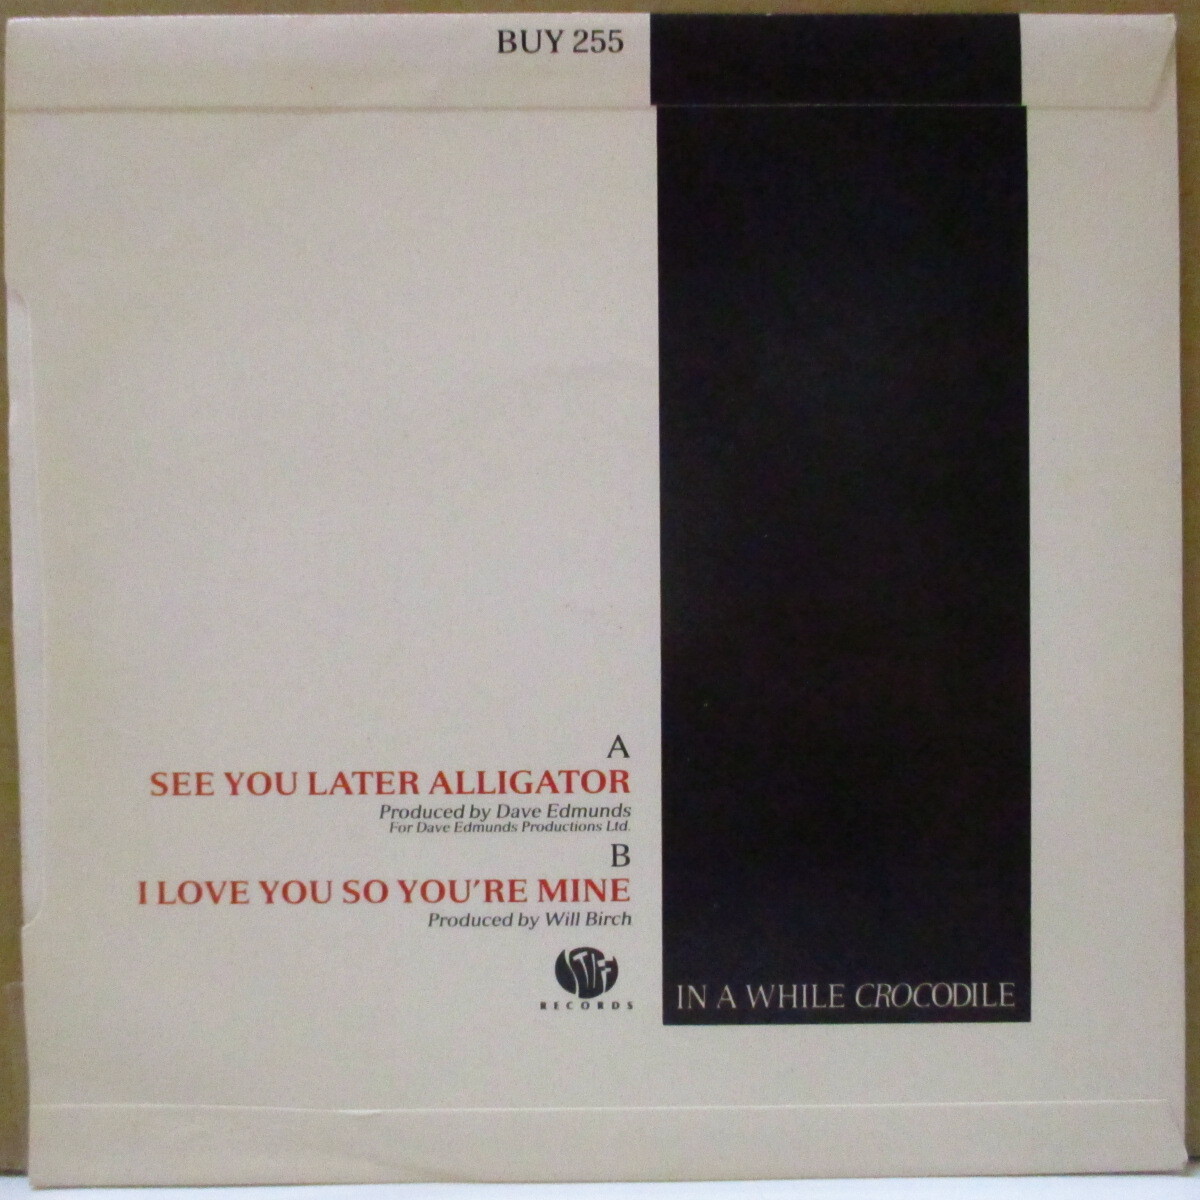 BUY 255
A
SEE YOU LATER ALLIGATOR
Produced by Dave Edmunds
For Dave Edmunds Productions Ltd.
B
I LOVE YOU SO YOU'RE MINE
Produced by Will Birch
STIFF
RECORDS
IN A WHILE CROCODILE